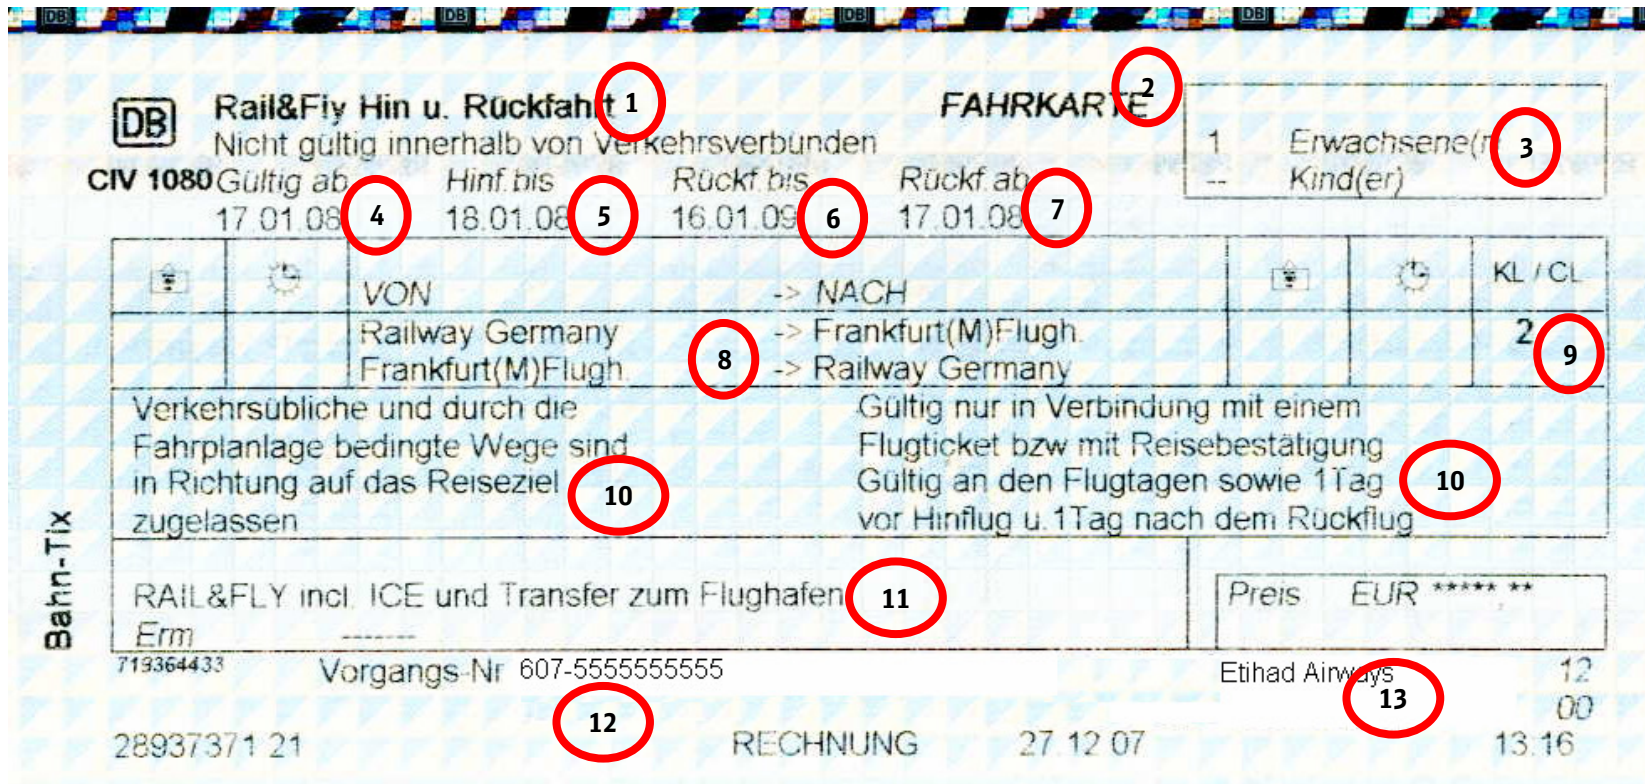 DB DB DB DB DB
DB Rail&Fly Hin u. Rückfahrt 1 FAHRKARTE 2
Nicht gültig innerhalb von Verkehrsverbunden
1 Erwachsene(r) 3
-- Kind(er)
CIV 1080 Gültig ab Hinf.bis Rückf.bis Rückf.ab
17.01.08 4 18.01.08 5 16.01.09 6 17.01.08 7
VON -> NACH KL / CL
Railway Germany -> Frankfurt(M)Flugh. 2
8 9
Frankfurt(M)Flugh. -> Railway Germany
Verkehrsübliche und durch die
Fahrplanlage bedingte Wege sind
in Richtung auf das Reiseziel 10
zugelassen
Gültig nur in Verbindung mit einem
Flugticket bzw mit Reisebestätigung
Gültig an den Flugtagen sowie 1Tag 10
vor Hinflug u.1Tag nach dem Rückflug
Bahn-Tix
RAIL&FLY incl. ICE und Transfer zum Flughafen 11
Erm -------
Preis EUR *****,**
719364433 Vorgangs-Nr 607-5555555555 Etihad Airways 12
12 13 00
28937371 21 RECHNUNG 27.12.07 13:16